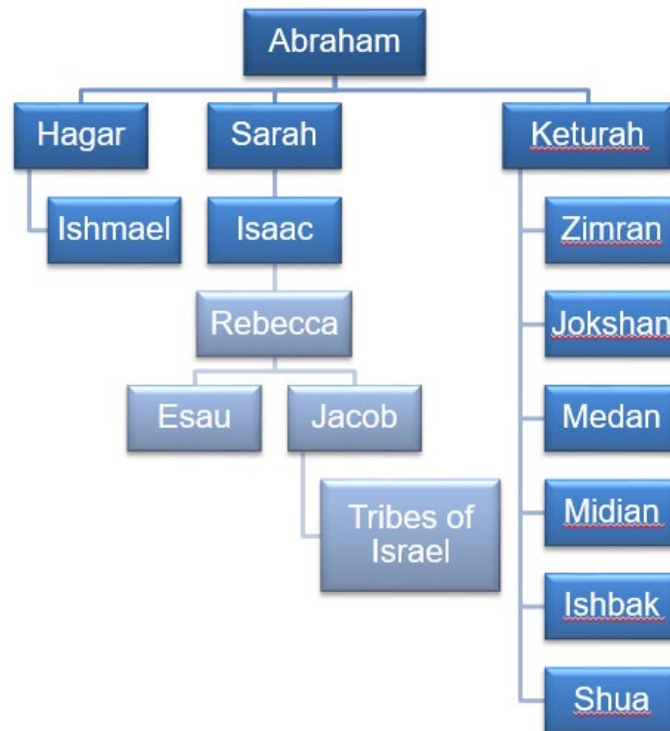 Abraham
Hagar
Sarah
Keturah
Ishmael
Isaac
Zimran
Rebecca
Jokshan
Esau
Jacob
Medan
Tribes of
Israel
Midian
Ishbak
Shua